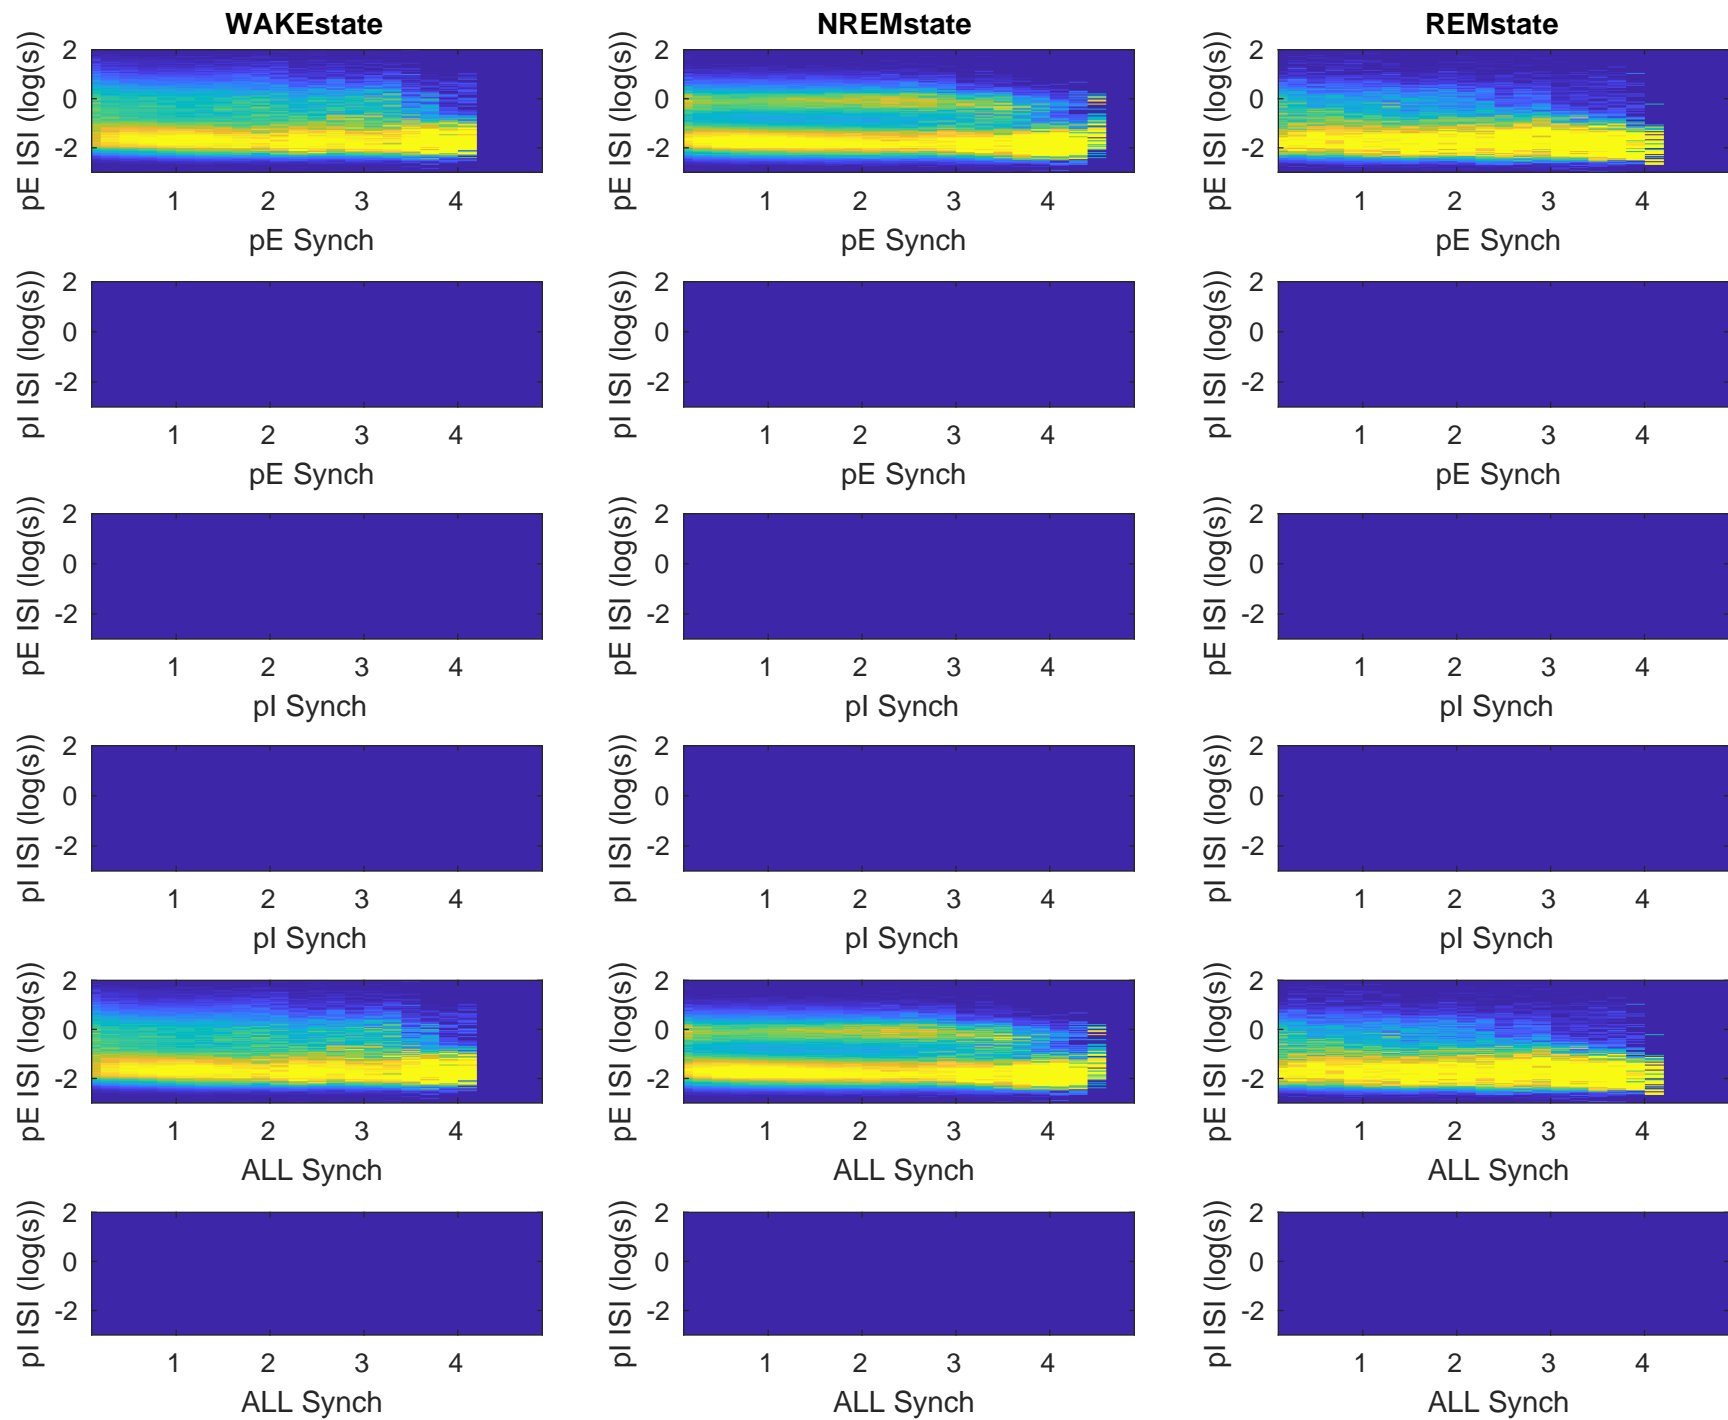 WAKEstate NREMstate REMstate
pE ISI (log(s)) 2 0 -2 pE ISI (log(s)) 2 0 -2 pE ISI (log(s)) 2 0 -2
1 2 3 4 1 2 3 4 1 2 3 4
pE Synch pE Synch pE Synch
pI ISI (log(s)) 2 0 -2 pI ISI (log(s)) 2 0 -2 pI ISI (log(s)) 2 0 -2
1 2 3 4 1 2 3 4 1 2 3 4
pE Synch pE Synch pE Synch
pE ISI (log(s)) 2 0 -2 pE ISI (log(s)) 2 0 -2 pE ISI (log(s)) 2 0 -2
1 2 3 4 1 2 3 4 1 2 3 4
pI Synch pI Synch pI Synch
pI ISI (log(s)) 2 0 -2 pI ISI (log(s)) 2 0 -2 pI ISI (log(s)) 2 0 -2
1 2 3 4 1 2 3 4 1 2 3 4
pI Synch pI Synch pI Synch
pE ISI (log(s)) 2 0 -2 pE ISI (log(s)) 2 0 -2 pE ISI (log(s)) 2 0 -2
1 2 3 4 1 2 3 4 1 2 3 4
ALL Synch ALL Synch ALL Synch
pI ISI (log(s)) 2 0 -2 pI ISI (log(s)) 2 0 -2 pI ISI (log(s)) 2 0 -2
1 2 3 4 1 2 3 4 1 2 3 4
ALL Synch ALL Synch ALL Synch